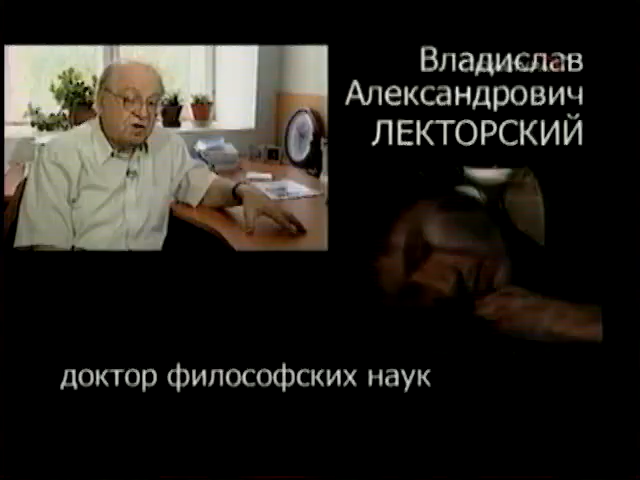 Владислав
Александрович
ЛЕКТОРСКИЙ
доктор философских наук